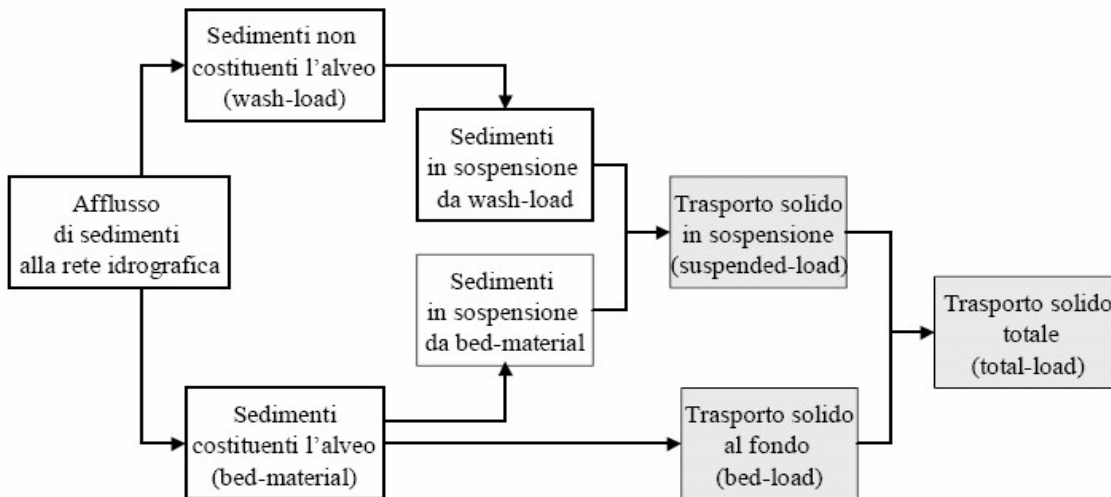 Sedimenti non
costituenti l'alveo
(wash-load)
Sedimenti
in sospensione
da wash-load
Afflusso
di sedimenti
alla rete idrografica
Trasporto solido
in sospensione
(suspended-load)
Sedimenti
in sospensione
da bed-material
Trasporto solido
totale
(total-load)
Sedimenti
costituenti l'alveo
(bed-material)
Trasporto solido
al fondo
(bed-load)